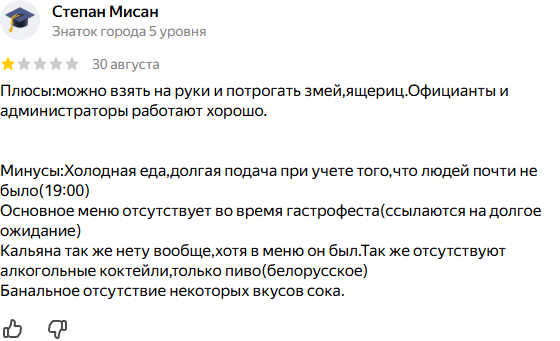 Степан Мисан
Знаток города 5 уровня
30 августа
Плюсы:можно взять на руки и потрогать змей,ящериц.Официанты и
администраторы работают хорошо.
Минусы:Холодная еда,долгая подача при учете того,что людей почти не
было(19:00)
Основное меню отсутствует во время гастрофеста(ссылаются на долгое
ожидание)
Кальяна так же нету вообще,хотя в меню он был.Так же отсутствуют
алкогольные коктейли,только пиво(белорусское)
Банальное отсутствие некоторых вкусов сока.